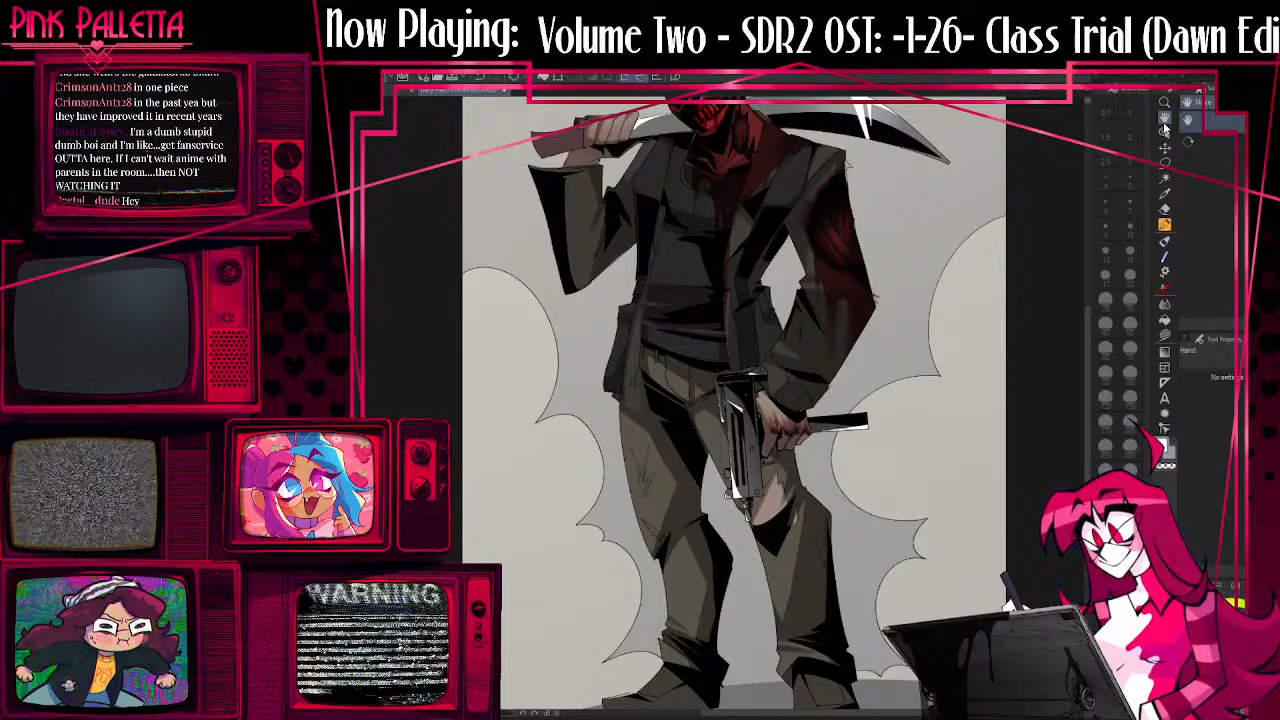 PINK PALLETTA
Now Playing: Volume Two - SDR2 OST: -1-26- Class Trial (Dawn Edi
CrimsonAnt128 in one piece
CrimsonAnt128 in the past yea but
they have improved it in recent years
I'm a dumb stupid
dumb boi and I'm like...get fanservice
OUTTA here. If I can't wait anime with
parents in the room....then NOT
WATCHING IT
dude Hey
Tool Property
Hand
WARNING